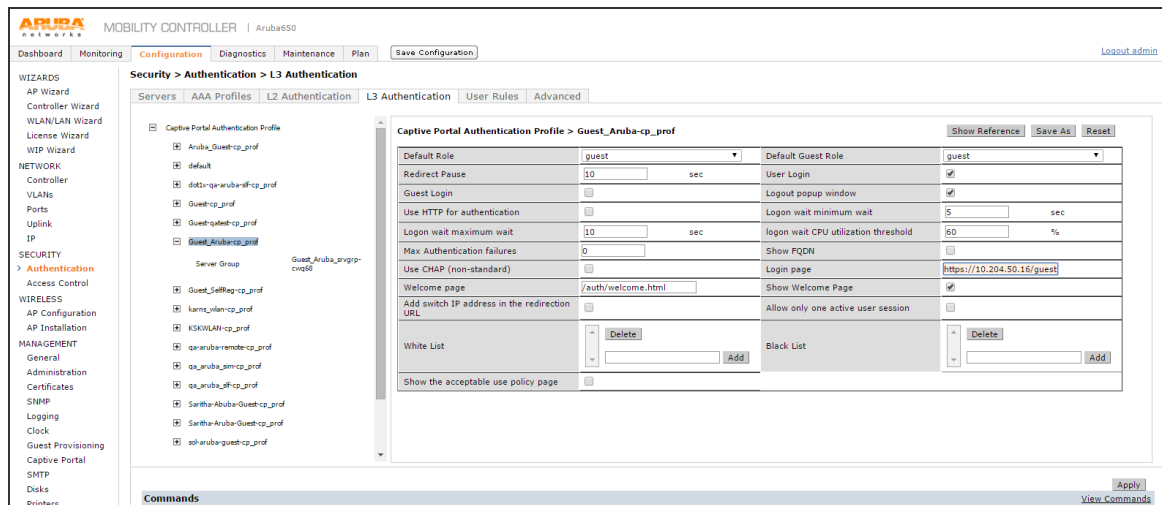 ARUBA networks MOBILITY CONTROLLER | Aruba650
Dashboard Monitoring Configuration Diagnostics Maintenance Plan Save Configuration Logout admin
WIZARDS
AP Wizard
Controller Wizard
WLAN/LAN Wizard
License Wizard
WIP Wizard
NETWORK
Controller
VLANs
Ports
Uplink
IP
SECURITY
> Authentication
Access Control
WIRELESS
AP Configuration
AP Installation
MANAGEMENT
General
Administration
Certificates
SNMP
Logging
Clock
Guest Provisioning
Captive Portal
SMTP
Disks
Printers
Security > Authentication > L3 Authentication
Servers AAA Profiles L2 Authentication L3 Authentication User Rules Advanced
Captive Portal Authentication Profile
Aruba_Guest-cp_prof
default
dot1x-qa-aruba-slf-cp_prof
Guest-cp_prof
Guest-qatest-cp_prof
Guest_Aruba-cp_prof
Server Group Guest_Aruba_srvgrp-
cwq68
Guest_SelfReg-cp_prof
karns_wlan-cp_prof
KSKWLAN-cp_prof
qa-aruba-remote-cp_prof
qa_aruba_sim-cp_prof
qa_aruba_slf-cp_prof
Saritha-Abuba-Guest-cp_prof
Saritha-Aruba-Guest-cp_prof
sol-aruba-guest-cp_prof
Captive Portal Authentication Profile > Guest_Aruba-cp_prof Show Reference Save As Reset
Default Role guest Default Guest Role guest
Redirect Pause 10 sec User Login
Guest Login Logout popup window
Use HTTP for authentication Logon wait minimum wait 5 sec
Logon wait maximum wait 10 sec logon wait CPU utilization threshold 60 %
Max Authentication failures 0 Show FQDN
Use CHAP (non-standard) Login page https://10.204.50.16/guest
Welcome page /auth/welcome.html Show Welcome Page
Add switch IP address in the redirection
URL Allow only one active user session
White List Delete Add Black List Delete Add
Show the acceptable use policy page
Apply
Commands View Commands